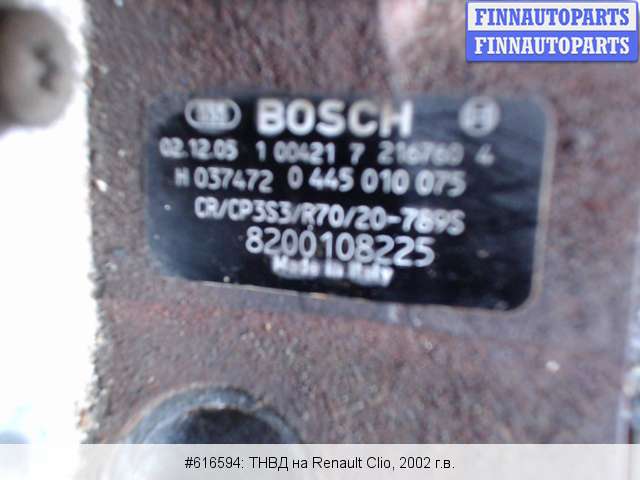 FINNAUTOPARTS
FINNAUTOPARTS
BOSCH
02.12.05 1 00421 7 216760 4
H 037472 0 445 010 075
CR/CP3S3/R70/20-789S
8200108225
Made in Italy
#616594: ТНВД на Renault Clio, 2002 г.в.